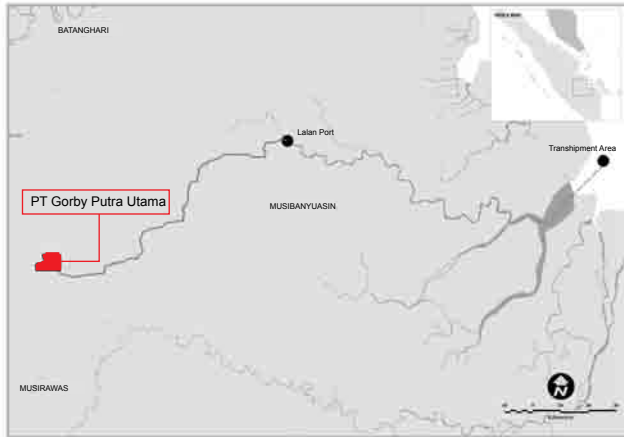 BATANGHARI
Lalan Port
Transhipment Area
PT Gorby Putra Utama
MUSIBANYUASIN
MUSIRAWAS
N